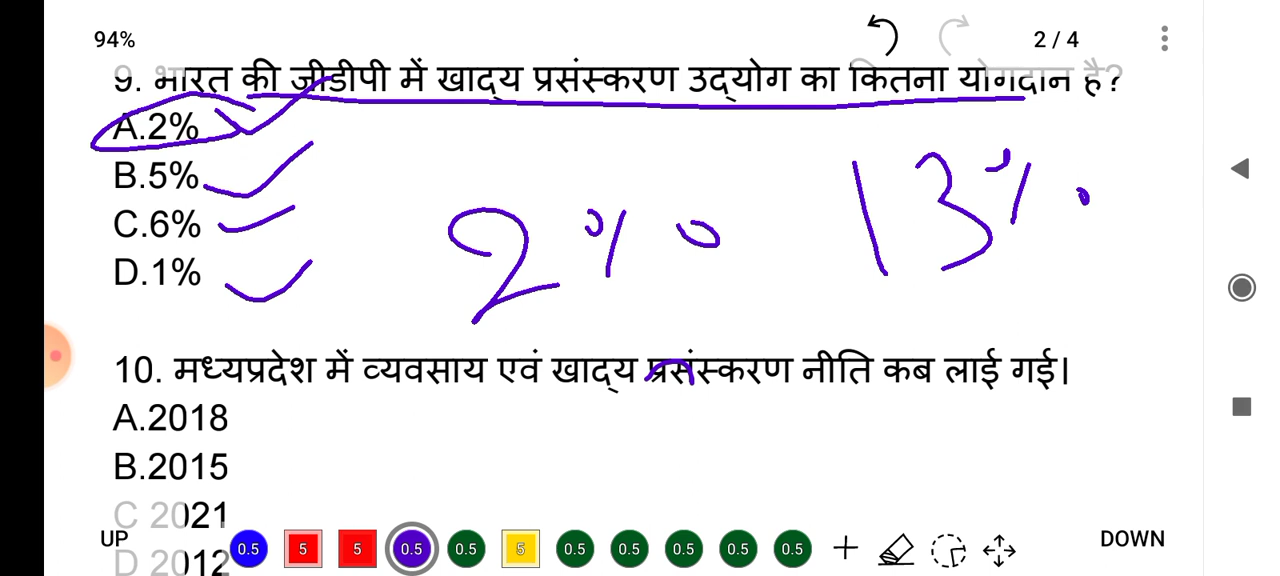 94%
2 / 4
9. भारत की जीडीपी में खाद्य प्रसंस्करण उद्योग का कितना योगदान है?
A.2%
B.5%
C.6%
D.1%
2%
13%
10. मध्यप्रदेश में व्यवसाय एवं खाद्य प्रसंस्करण नीति कब लाई गई।
A.2018
B.2015
C 2021
D 2012
UP
0.5 5 5 0.5 0.5 5 0.5 0.5 0.5 0.5 0.5
DOWN